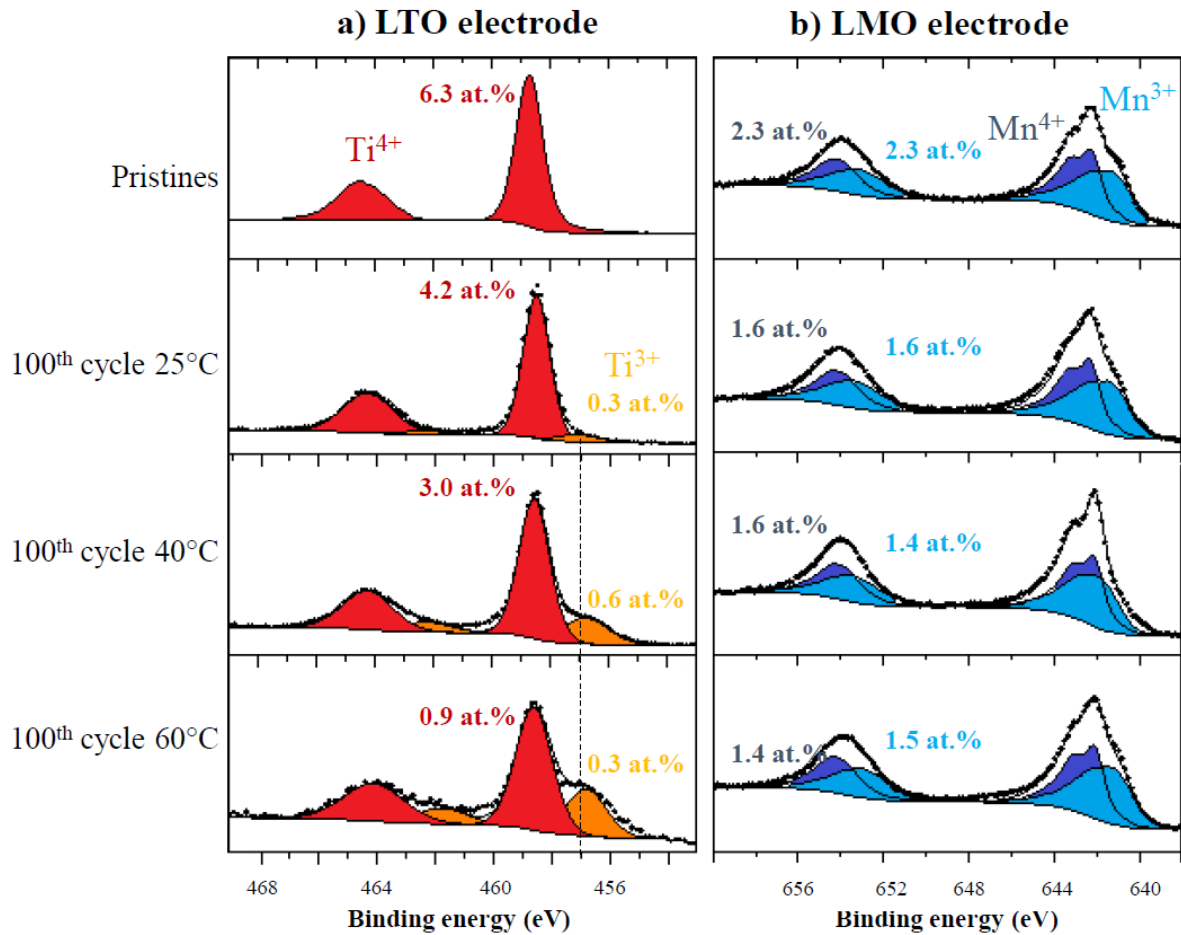 a) LTO electrode
b) LMO electrode
Pristines
6.3 at.%
Ti⁴⁺
2.3 at.%
2.3 at.%
Mn⁴⁺
Mn³⁺
100ᵗʰ cycle 25°C
4.2 at.%
Ti³⁺
0.3 at.%
1.6 at.%
1.6 at.%
100ᵗʰ cycle 40°C
3.0 at.%
0.6 at.%
1.6 at.%
1.4 at.%
100ᵗʰ cycle 60°C
0.9 at.%
0.3 at.%
1.4 at.%
1.5 at.%
468 464 460 456
656 652 648 644 640
Binding energy (eV)
Binding energy (eV)